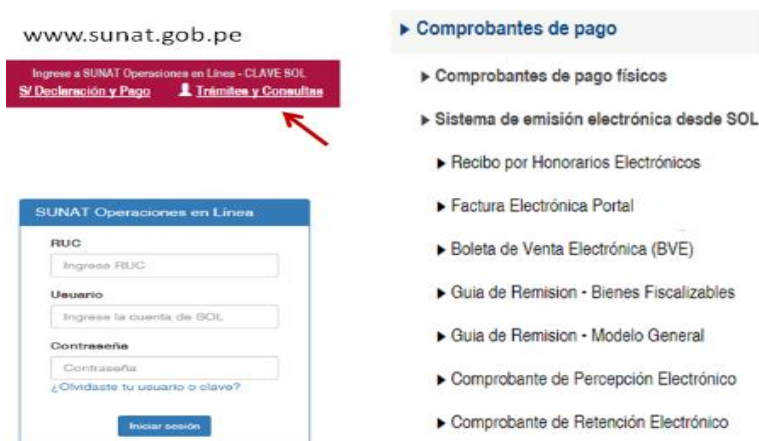 www.sunat.gob.pe
Ingrese a SUNAT Operaciones en Línea - CLAVE SOL
S/ Declaración y Pago Trámites y Consultas
SUNAT Operaciones en Línea
RUC
Ingrese RUC
Usuario
Ingrese la cuenta de SOL
Contraseña
Contraseña
¿Olvidaste tu usuario o clave?
Iniciar sesión
Comprobantes de pago
Comprobantes de pago físicos
Sistema de emisión electrónica desde SOL
Recibo por Honorarios Electrónicos
Factura Electrónica Portal
Boleta de Venta Electrónica (BVE)
Guia de Remision - Bienes Fiscalizables
Guia de Remision - Modelo General
Comprobante de Percepción Electrónico
Comprobante de Retención Electrónico